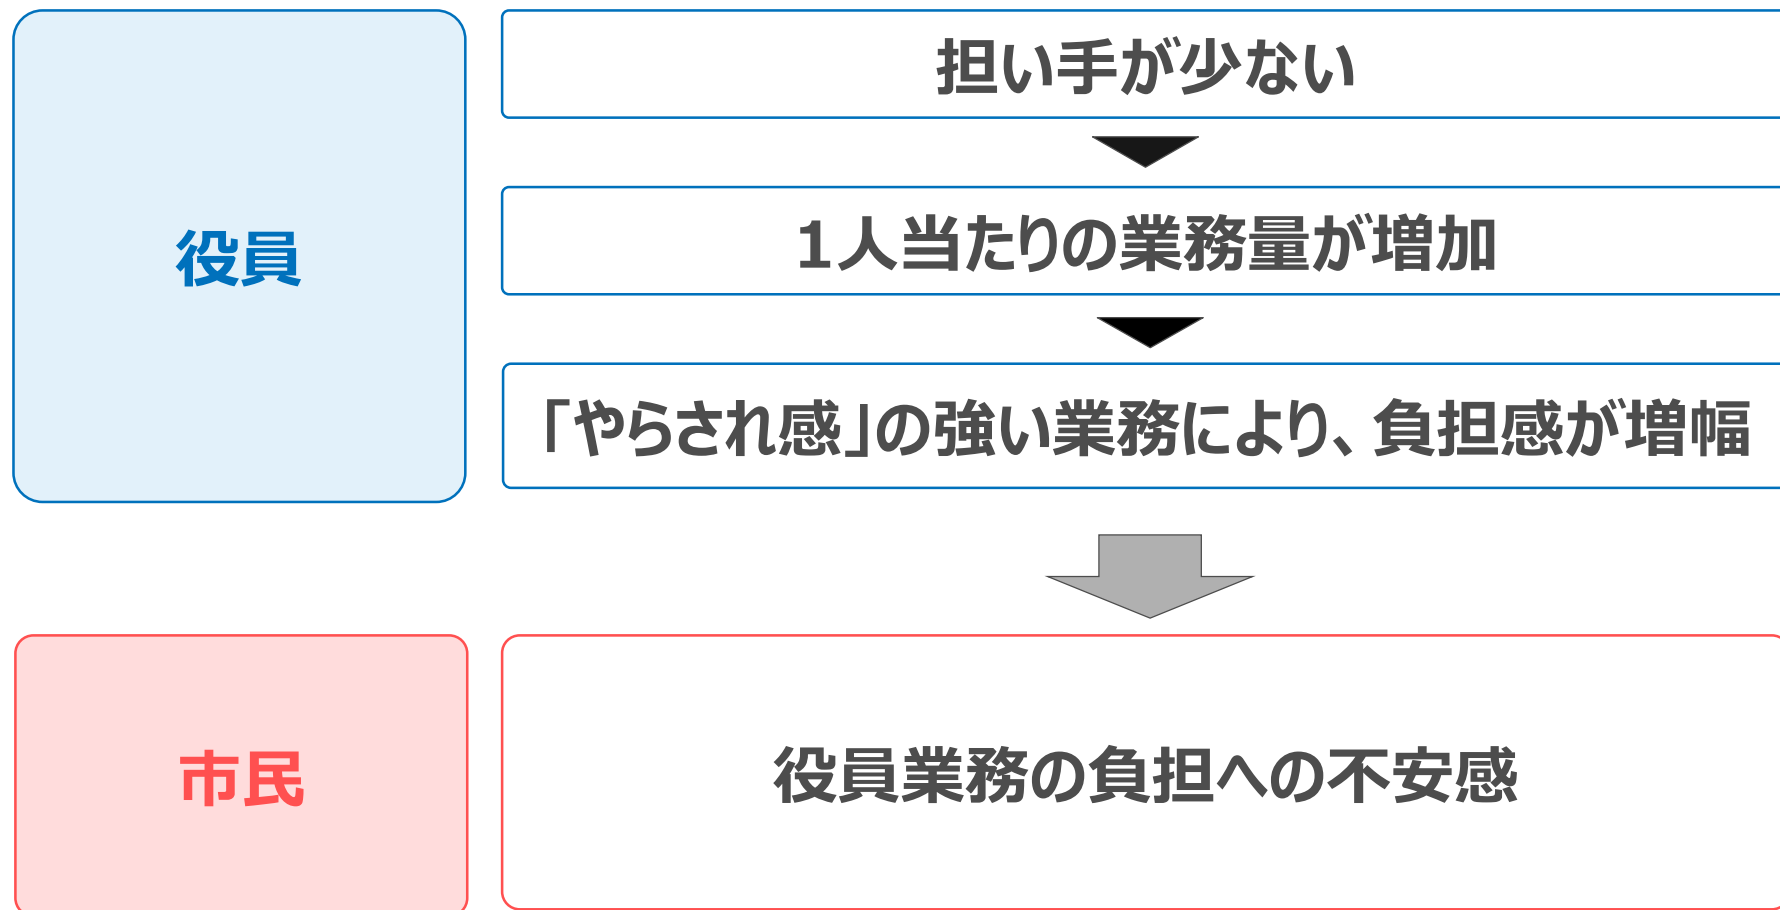 役員
担い手が少ない
1人当たりの業務量が増加
「やらされ感」の強い業務により、負担感が増幅
市民
役員業務の負担への不安感